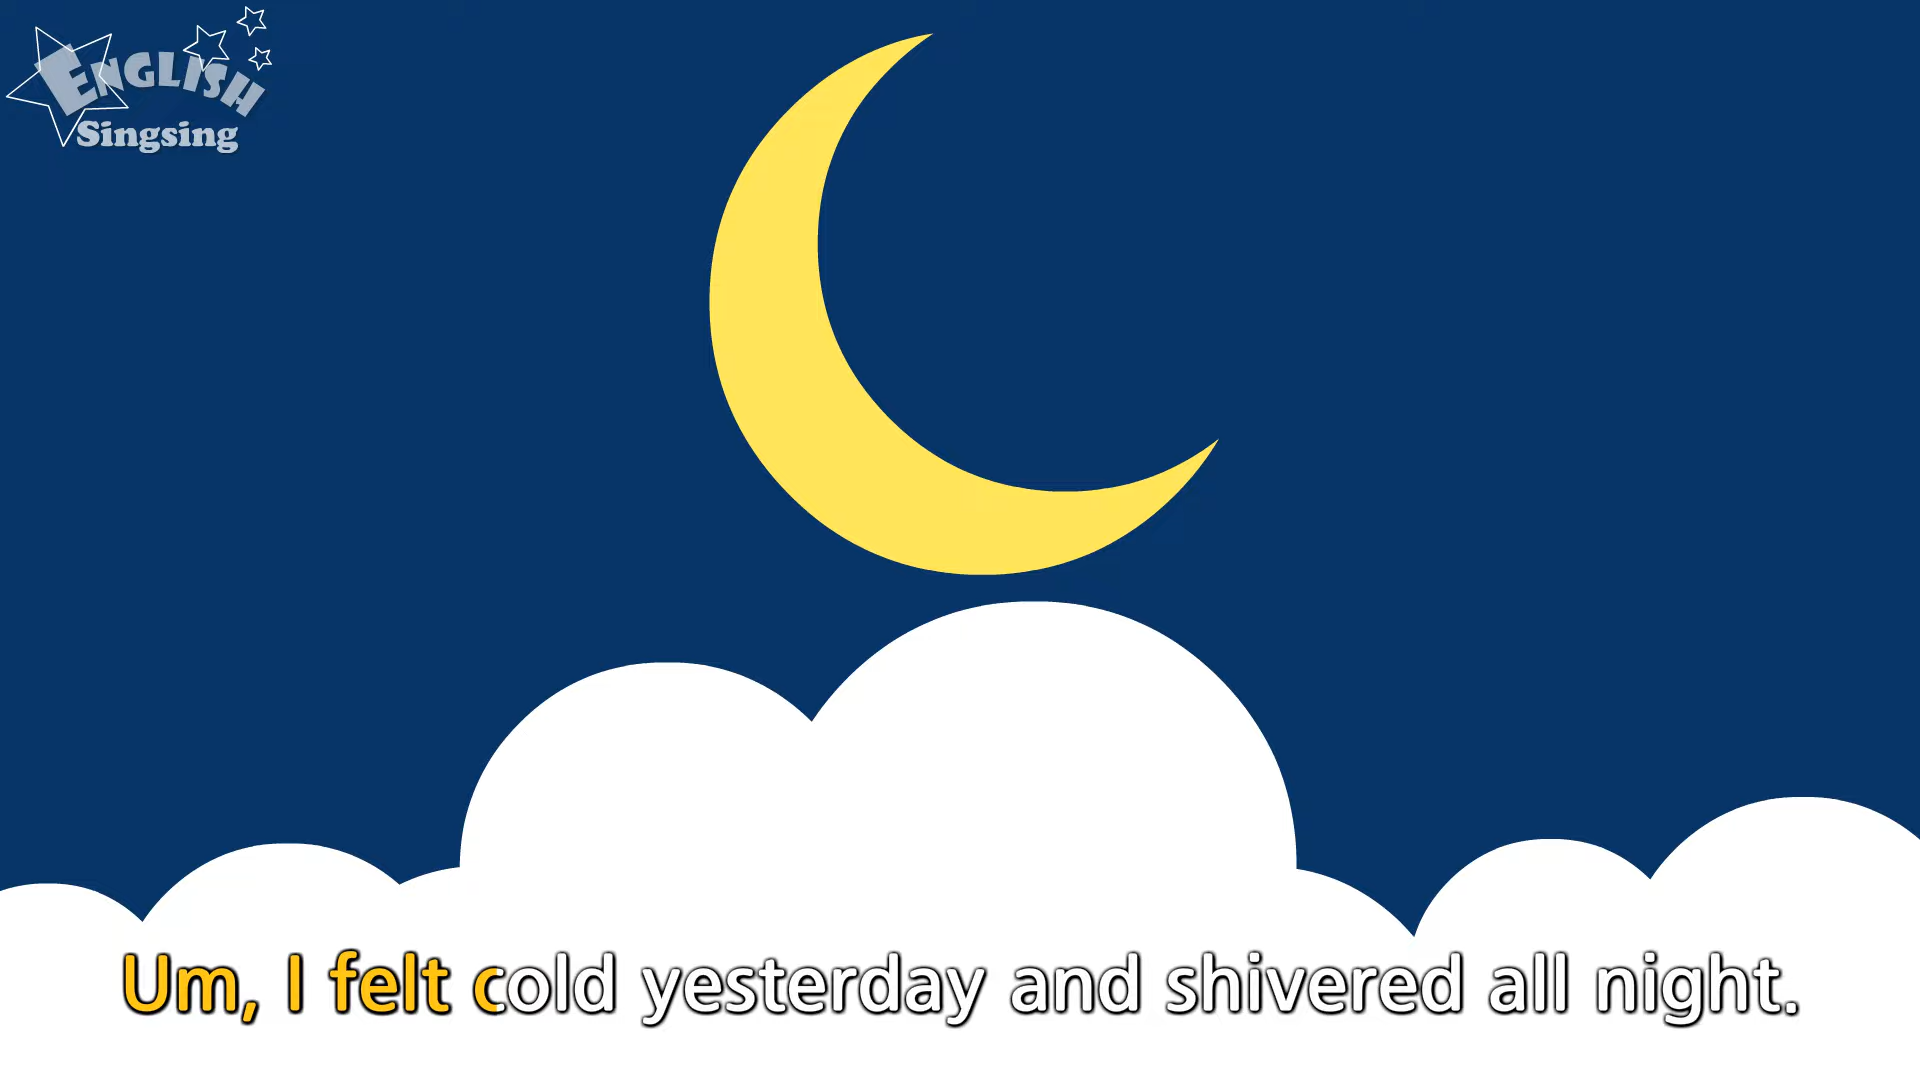 ENGLISH
Singsing
Um, I felt cold yesterday and shivered all night.